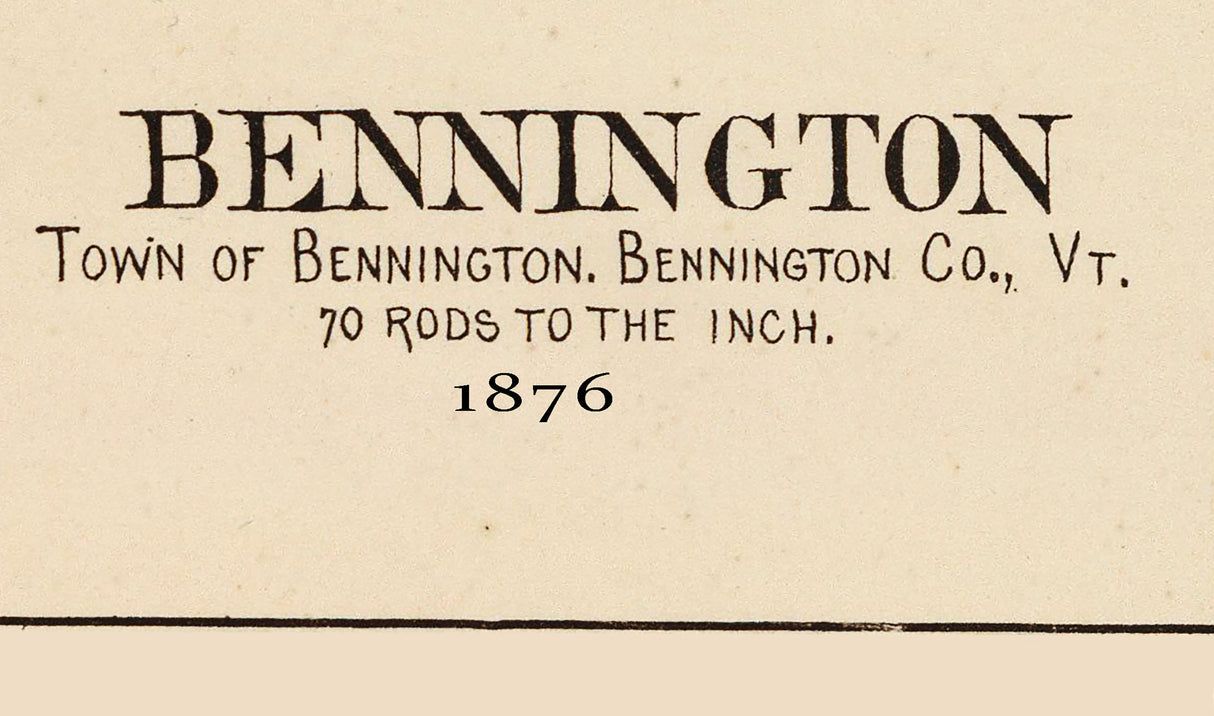 BENNINGTON
TOWN OF BENNINGTON. BENNINGTON CO., VT.
70 RODS TO THE INCH.
1876